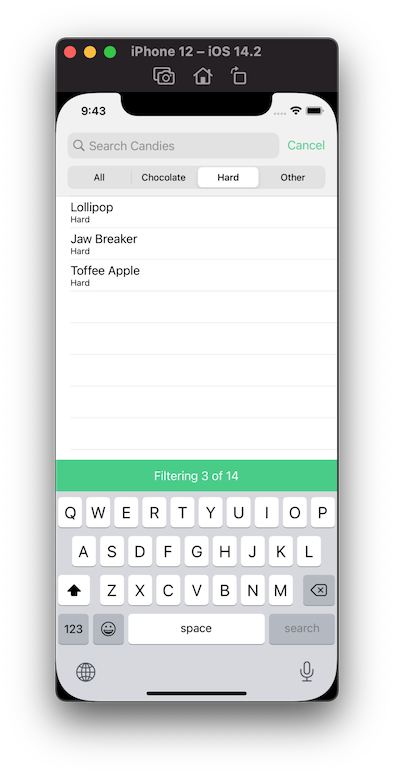 iPhone 12 – iOS 14.2
9:43
Search Candies Cancel
All Chocolate Hard Other
Lollipop
Hard
Jaw Breaker
Hard
Toffee Apple
Hard
Filtering 3 of 14
Q W E R T Y U I O P
A S D F G H J K L
Z X C V B N M
123 space search